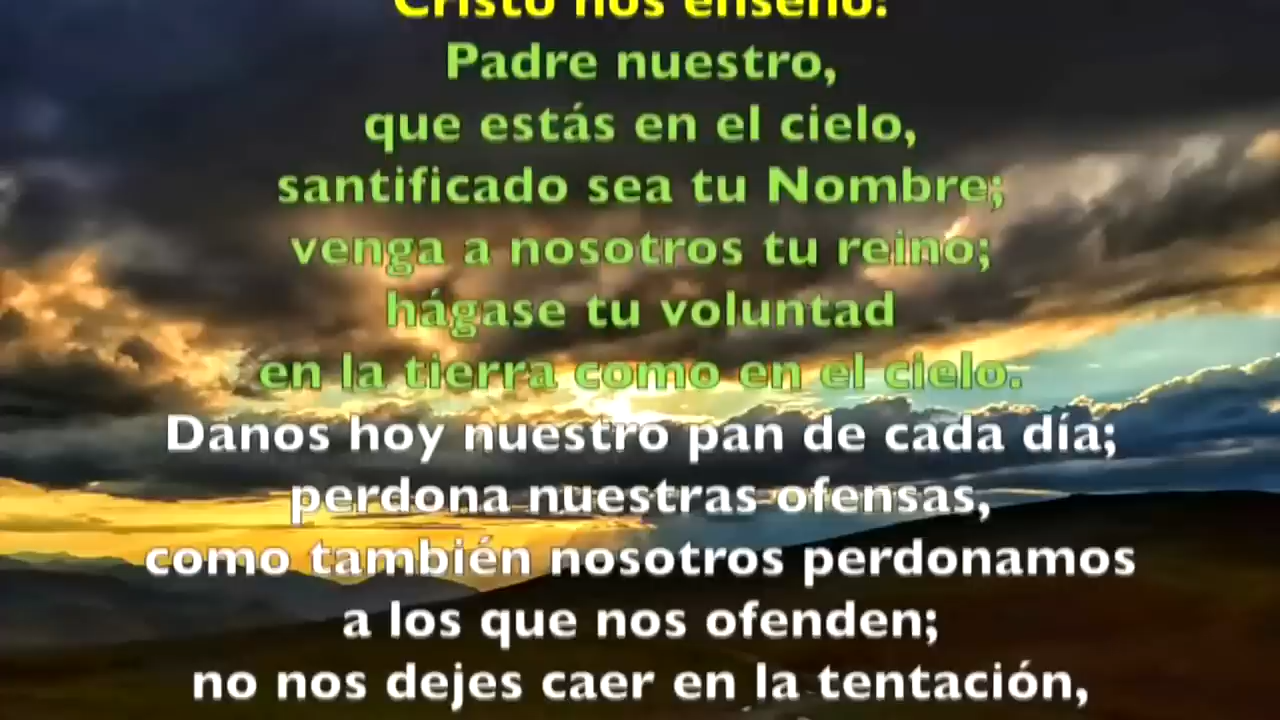 Cristo nos enseñó:
Padre nuestro,
que estás en el cielo,
santificado sea tu Nombre;
venga a nosotros tu reino;
hágase tu voluntad
en la tierra como en el cielo.
Danos hoy nuestro pan de cada día;
perdona nuestras ofensas,
como también nosotros perdonamos
a los que nos ofenden;
no nos dejes caer en la tentación,